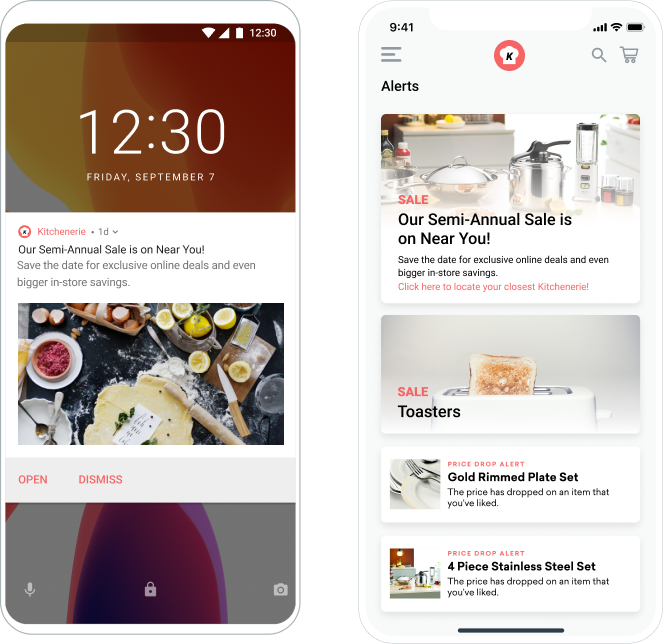 12:30
12:30
FRIDAY, SEPTEMBER 7
K
Kitchenerie • 1d
Our Semi-Annual Sale is on Near You!
Save the date for exclusive online deals and even
bigger in-store savings.
OPEN DISMISS
9:41
K
Alerts
SALE
Our Semi-Annual Sale is
on Near You!
Save the date for exclusive online deals and even
bigger in-store savings.
Click here to locate your closest Kitchenerie!
SALE
Toasters
PRICE DROP ALERT
Gold Rimmed Plate Set
The price has dropped on an item that
you've liked.
PRICE DROP ALERT
4 Piece Stainless Steel Set
The price has dropped on an item that
you've liked.